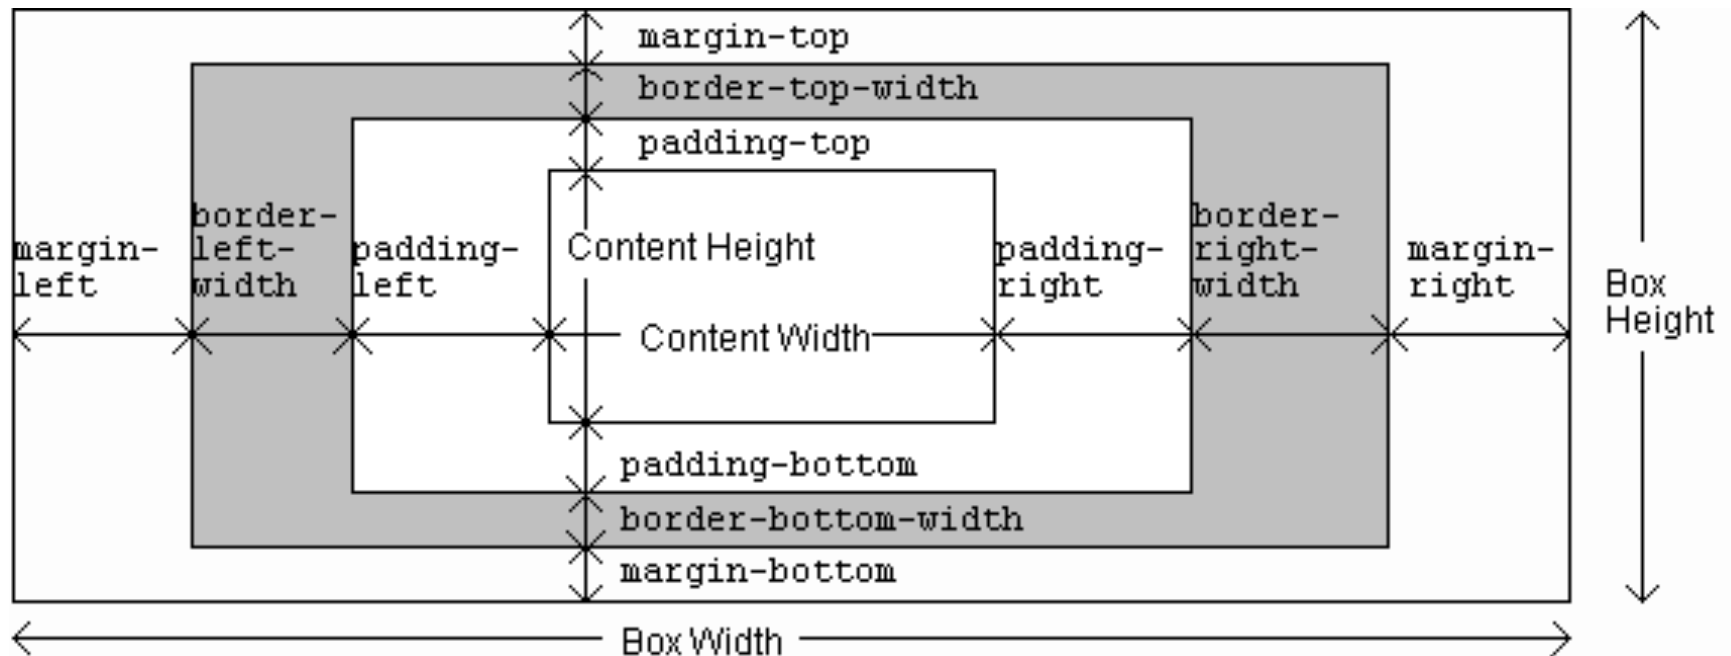 margin-top
border-top-width
padding-top
margin-
left
border-
left-
width
padding-
left
Content Height
Content Width
padding-
right
border-
right-
width
margin-
right
Box
Height
padding-bottom
border-bottom-width
margin-bottom
Box Width